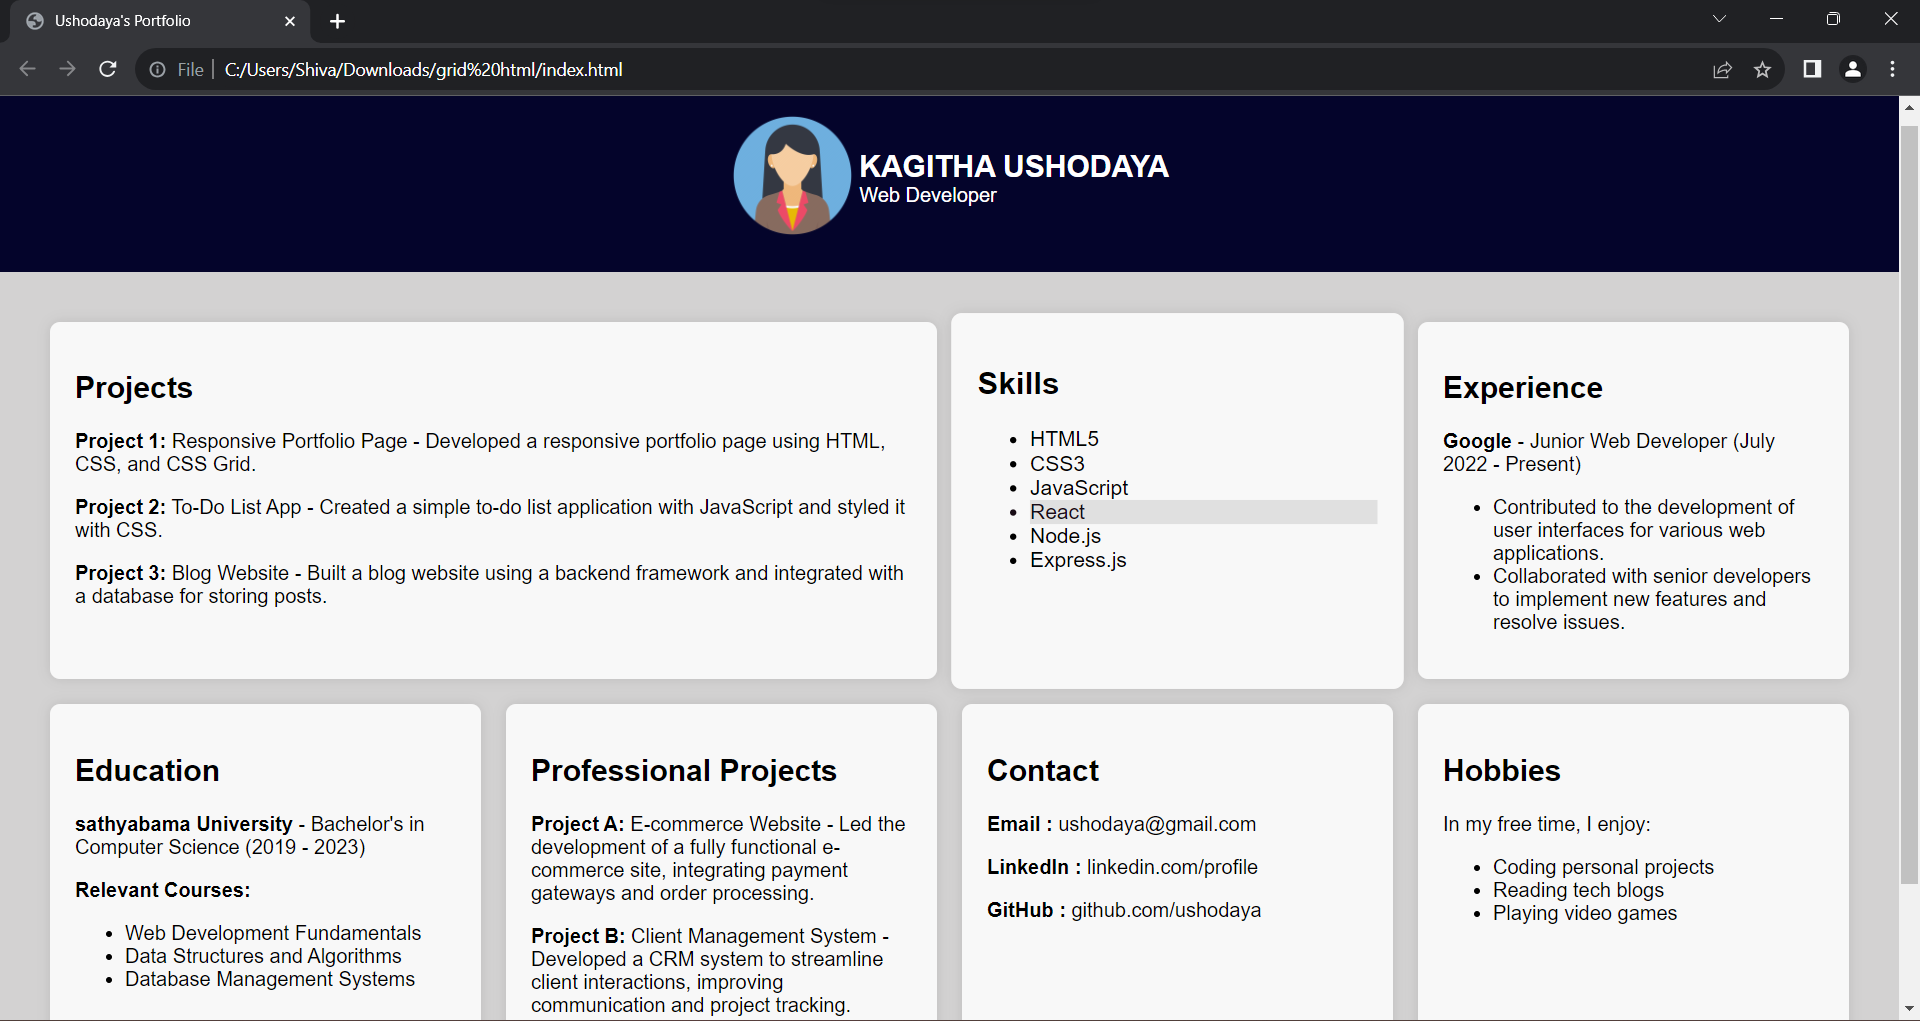 Ushodaya's Portfolio
File
C:/Users/Shiva/Downloads/grid%20html/index.html
KAGITHA USHODAYA
Web Developer
Projects
Project 1: Responsive Portfolio Page - Developed a responsive portfolio page using HTML,
CSS, and CSS Grid.
Project 2: To-Do List App - Created a simple to-do list application with JavaScript and styled it
with CSS.
Project 3: Blog Website - Built a blog website using a backend framework and integrated with
a database for storing posts.
Skills
HTML5
CSS3
JavaScript
React
Node.js
Express.js
Experience
Google - Junior Web Developer (July
2022 - Present)
Contributed to the development of
user interfaces for various web
applications.
Collaborated with senior developers
to implement new features and
resolve issues.
Education
sathyabama University - Bachelor's in
Computer Science (2019 - 2023)
Relevant Courses:
Web Development Fundamentals
Data Structures and Algorithms
Database Management Systems
Professional Projects
Project A: E-commerce Website - Led the
development of a fully functional e-
commerce site, integrating payment
gateways and order processing.
Project B: Client Management System -
Developed a CRM system to streamline
client interactions, improving
communication and project tracking.
Contact
Email : ushodaya@gmail.com
LinkedIn : linkedin.com/profile
GitHub : github.com/ushodaya
Hobbies
In my free time, I enjoy:
Coding personal projects
Reading tech blogs
Playing video games